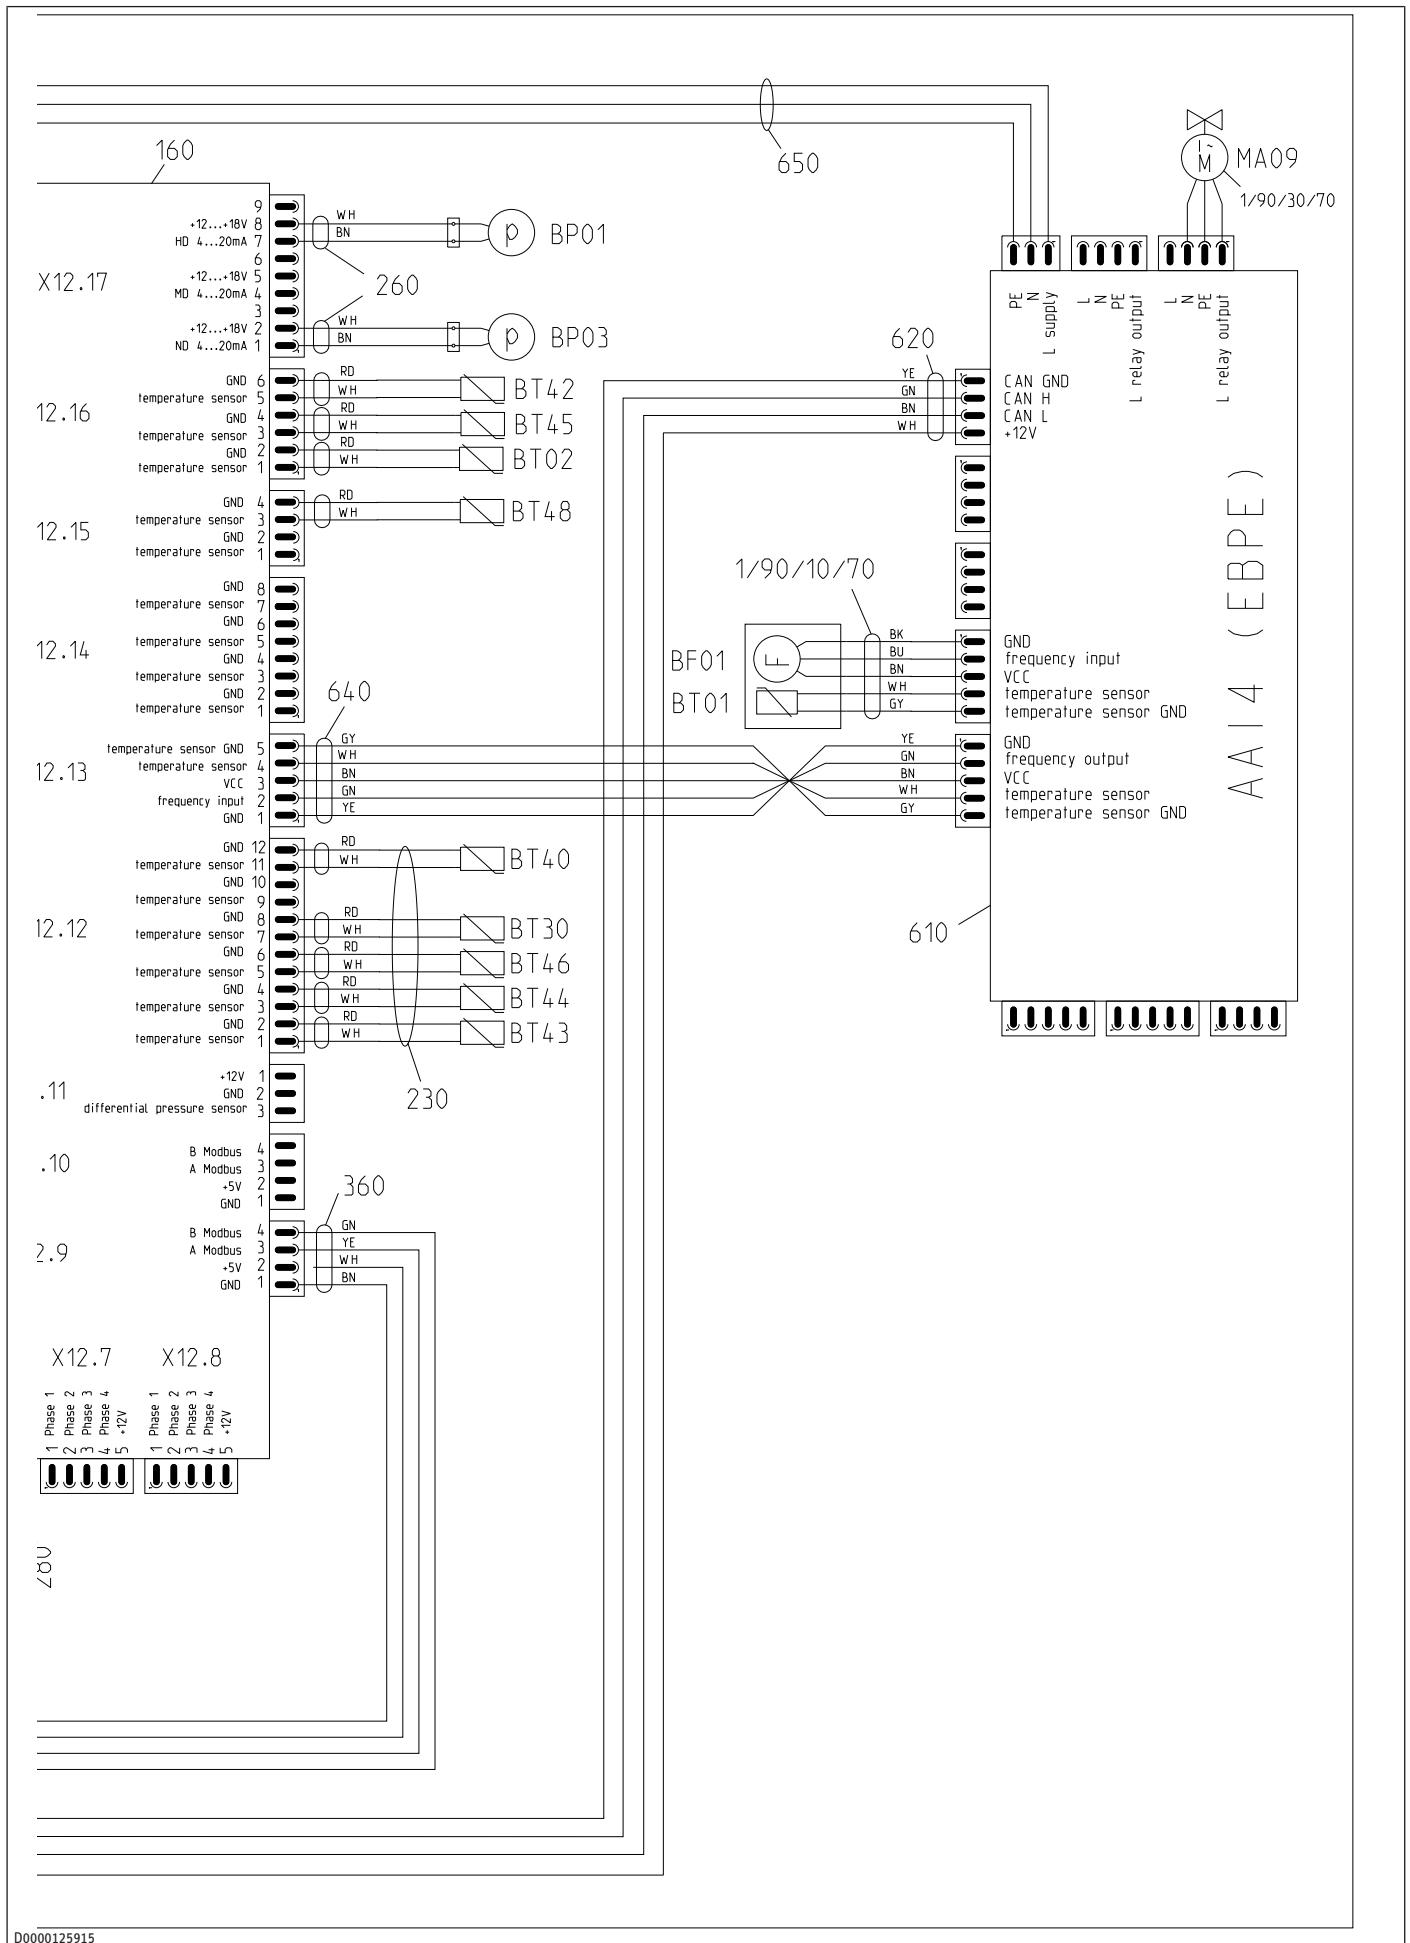 650
MA09
1/90/30/70
160
X12.17
9
+12...+18V 8 WH
HD 4...20mA 7 BN
BP01
6
+12...+18V 5
MD 4...20mA 4
3
+12...+18V 2 WH
ND 4...20mA 1 BN
BP03
260
12.16
GND 6 RD
temperature sensor 5 WH
BT42
GND 4 RD
temperature sensor 3 WH
BT45
GND 2 RD
temperature sensor 1 WH
BT02
12.15
GND 4 RD
temperature sensor 3 WH
BT48
GND 2
temperature sensor 1
12.14
GND 8
temperature sensor 7
GND 6
temperature sensor 5
GND 4
temperature sensor 3
GND 2
temperature sensor 1
640
12.13
temperature sensor GND 5 GY
temperature sensor 4 WH
VCC 3 BN
frequency input 2 GN
GND 1 YE
12.12
GND 12 RD
temperature sensor 11 WH
BT40
GND 10
temperature sensor 9
GND 8 RD
temperature sensor 7 WH
BT30
GND 6 RD
temperature sensor 5 WH
BT46
GND 4 RD
temperature sensor 3 WH
BT44
GND 2 RD
temperature sensor 1 WH
BT43
230
.11
+12V 1
GND 2
differential pressure sensor 3
.10
B Modbus 4
A Modbus 3
+5V 2
GND 1
360
2.9
B Modbus 4 GN
A Modbus 3 YE
+5V 2 WH
GND 1 BN
X12.7
1 Phase 1
2 Phase 2
3 Phase 3
4 Phase 4
5 +12V
X12.8
1 Phase 1
2 Phase 2
3 Phase 3
4 Phase 4
5 +12V
280
PE
N
L supply
L
N
PE
L relay output
L
N
PE
L relay output
620
YE CAN GND
GN CAN H
BN CAN L
WH +12V
AA14 (EBPE)
1/90/10/70
BF01
F
BT01
BK GND
BU frequency input
BN VCC
WH temperature sensor
GY temperature sensor GND
YE GND
GN frequency output
BN VCC
WH temperature sensor
GY temperature sensor GND
610
D0000125915